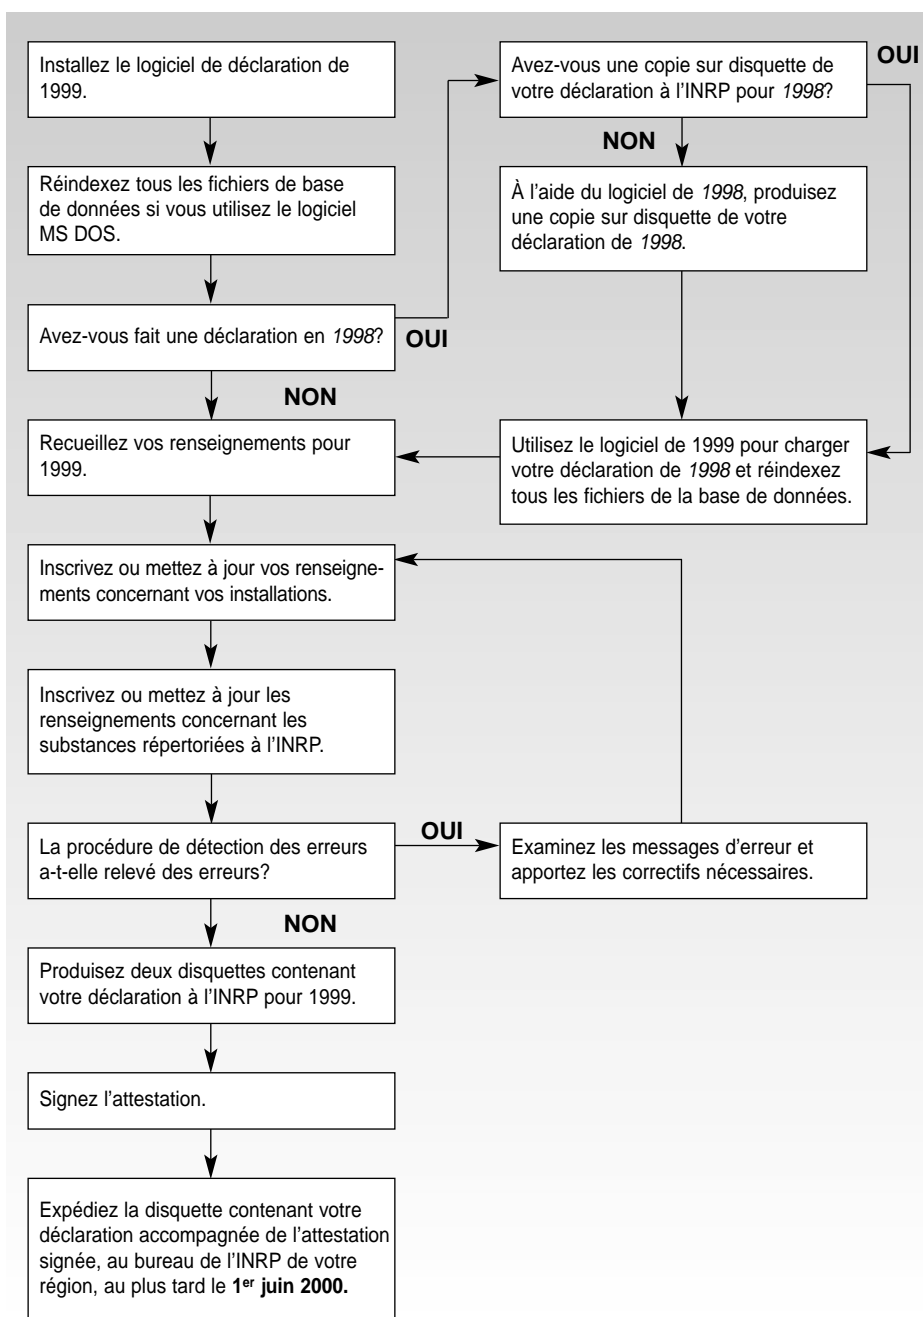 Installez le logiciel de déclaration de
1999.
Réindexez tous les fichiers de base
de données si vous utilisez le logiciel
MS DOS.
Avez-vous fait une déclaration en 1998?
OUI
Avez-vous une copie sur disquette de
votre déclaration à l'INRP pour 1998?
OUI
NON
À l'aide du logiciel de 1998, produisez
une copie sur disquette de votre
déclaration de 1998.
Utilisez le logiciel de 1999 pour charger
votre déclaration de 1998 et réindexez
tous les fichiers de la base de données.
NON
Recueillez vos renseignements pour
1999.
Inscrivez ou mettez à jour vos renseigne-
ments concernant vos installations.
Inscrivez ou mettez à jour les
renseignements concernant les
substances répertoriées à l'INRP.
La procédure de détection des erreurs
a-t-elle relevé des erreurs?
OUI
Examinez les messages d'erreur et
apportez les correctifs nécessaires.
NON
Produisez deux disquettes contenant
votre déclaration à l'INRP pour 1999.
Signez l'attestation.
Expédiez la disquette contenant votre
déclaration accompagnée de l'attestation
signée, au bureau de l'INRP de votre
région, au plus tard le 1er juin 2000.